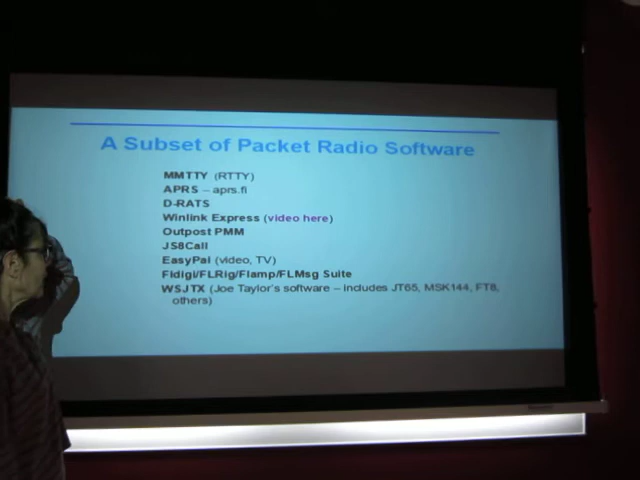 A Subset of Packet Radio Software
MMTTY (RTTY)
APRS – aprs.fi
D-RATS
Winlink Express (video here)
Outpost PMM
JS8Call
EasyPal (video, TV)
Fldigi/FLRig/Flamp/FLMsg Suite
WSJTX (Joe Taylor's software – includes JT65, MSK144, FT8,
others)